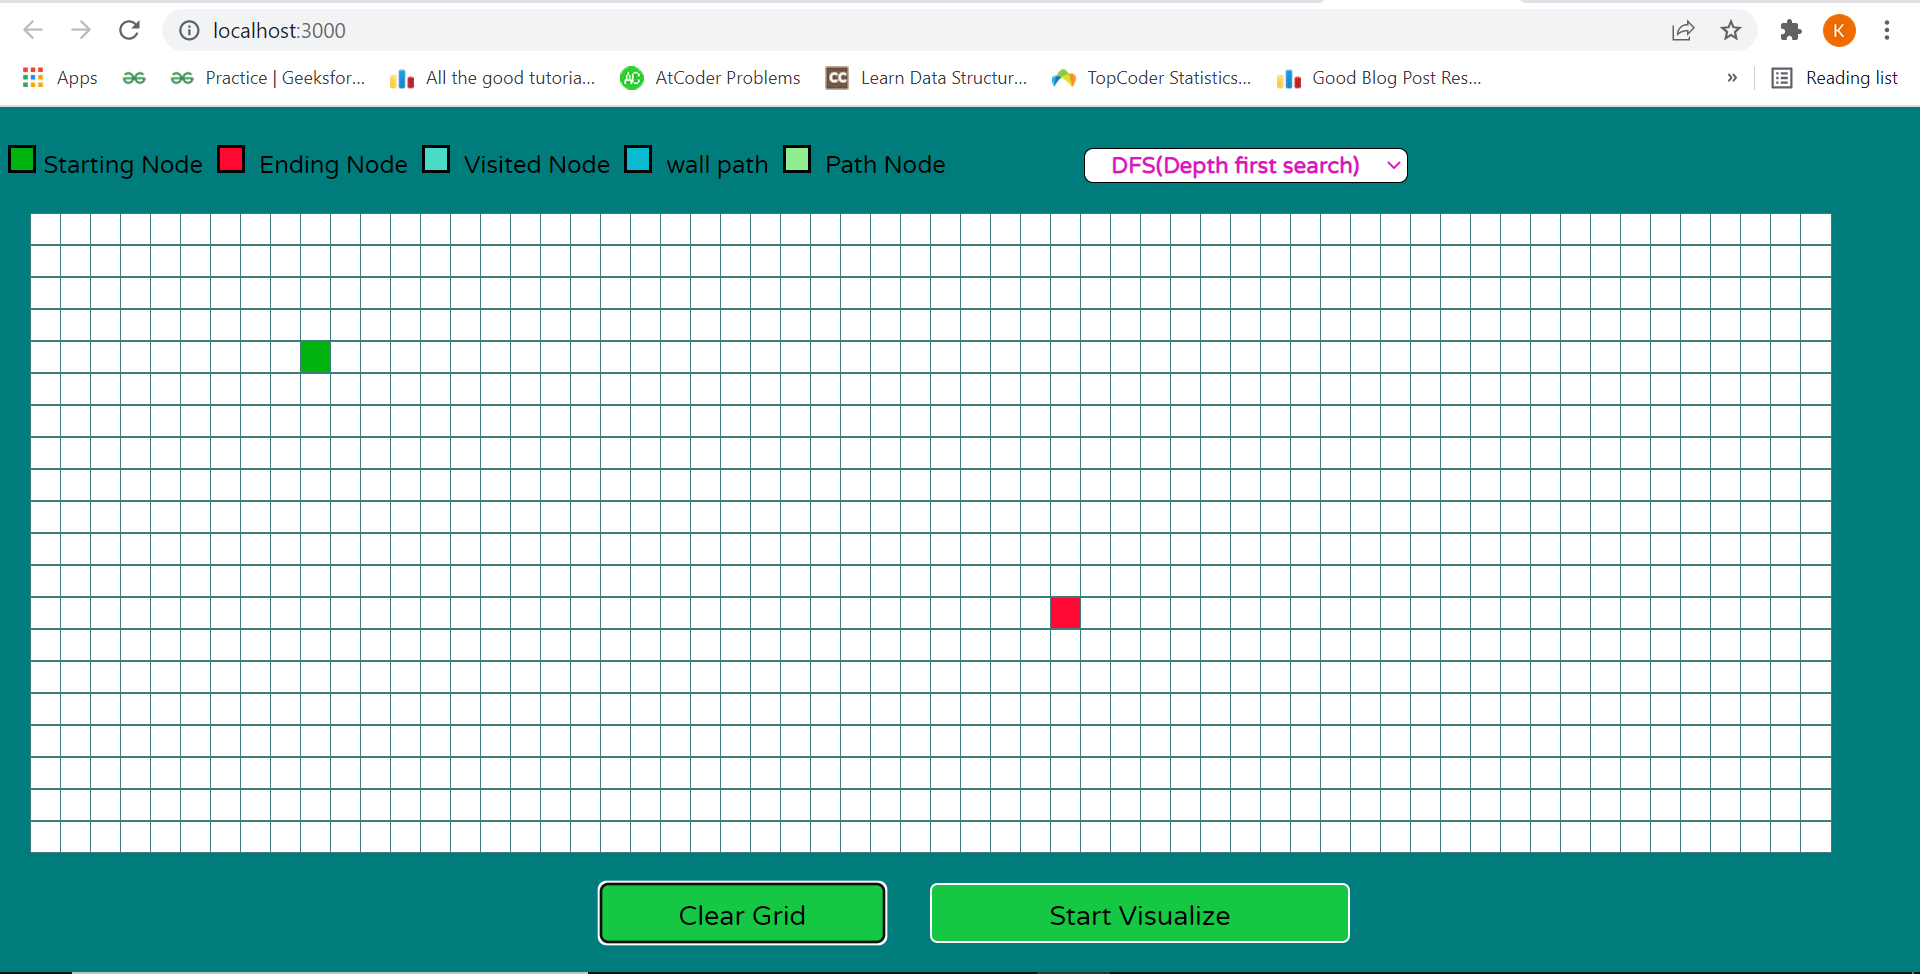 localhost:3000
K
Apps Practice | Geeksfor... All the good tutoria... AC AtCoder Problems CC Learn Data Structur... TopCoder Statistics... Good Blog Post Res... » Reading list
Starting Node Ending Node Visited Node wall path Path Node DFS(Depth first search)
Clear Grid Start Visualize